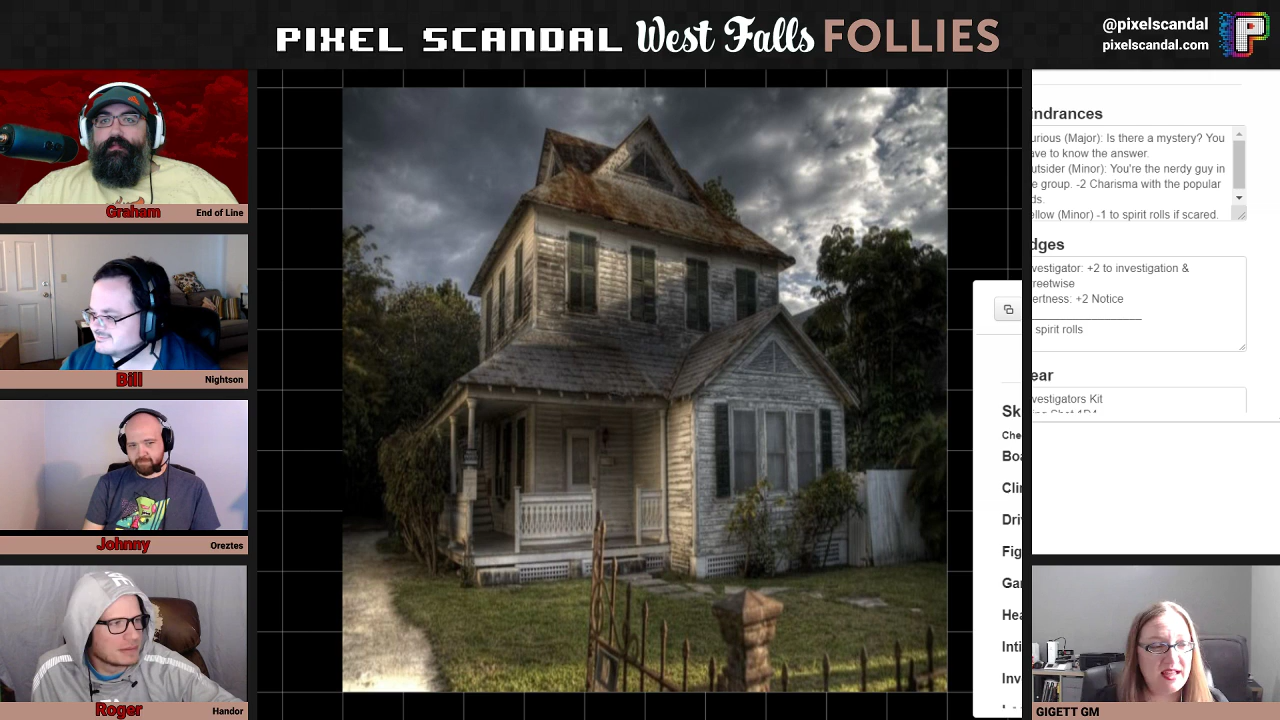 PIXEL SCANDAL West Falls FOLLIES
@pixelscandal
pixelscandal.com
Graham
End of Line
Bill
Nightson
Johnny
Oreztes
Roger
Handor
Sk
Che
Boa
Cli
Driv
Fig
Gar
Hea
Inti
Inv
indrances
urious (Major): Is there a mystery? You
ave to know the answer.
utsider (Minor): You're the nerdy guy in
e group. -2 Charisma with the popular
ds.
ellow (Minor) -1 to spirit rolls if scared.
dges
vestigator: +2 to investigation &
reetwise
ertness: +2 Notice
spirit rolls
ear
vestigators Kit
GIGETT GM